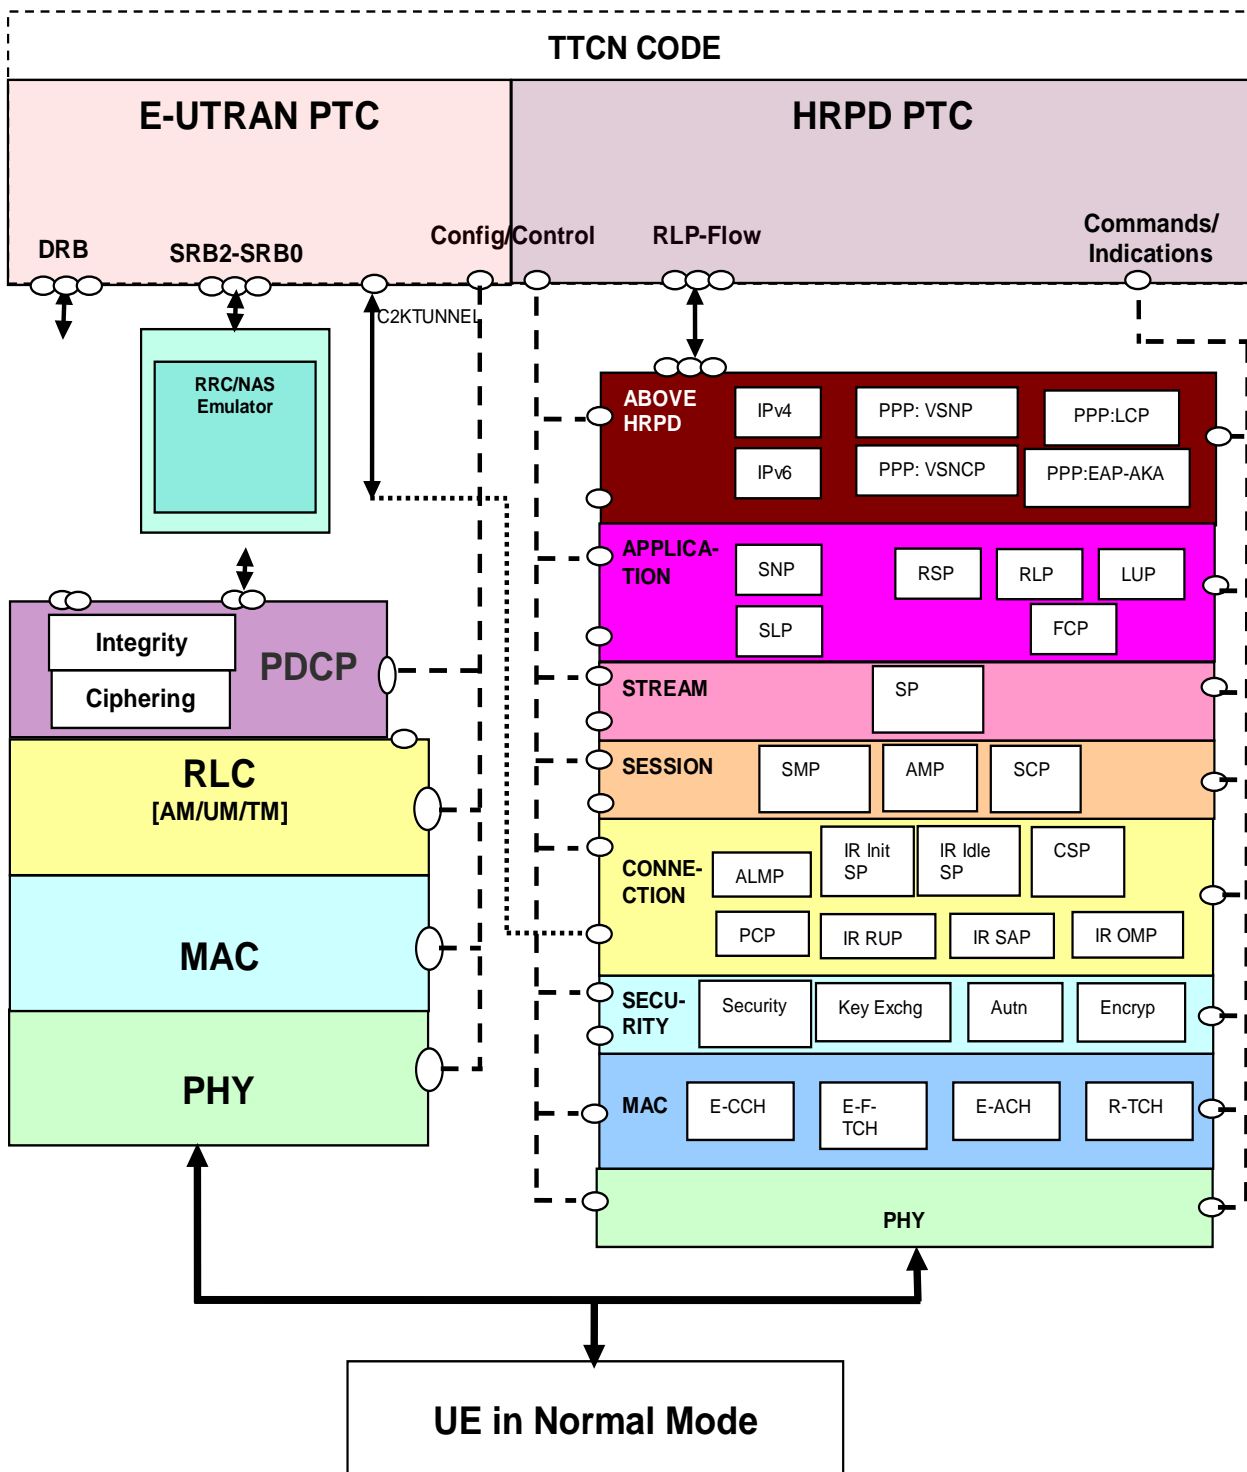 TTCN CODE
E-UTRAN PTC
HRPD PTC
DRB
SRB2-SRB0
Config/Control
RLP-Flow
Commands/
Indications
C2KTUNNEL
RRC/NAS
Emulator
ABOVE
HRPD
IPv4
PPP: VSNP
PPP:LCP
IPv6
PPP: VSNCP
PPP:EAP-AKA
APPLICA-
TION
SNP
RSP
RLP
LUP
SLP
FCP
Integrity
Ciphering
PDCP
STREAM
SP
RLC
[AM/UM/TM]
SESSION
SMP
AMP
SCP
CONNE-
CTION
ALMP
IR Init
SP
IR Idle
SP
CSP
PCP
IR RUP
IR SAP
IR OMP
MAC
SECU-
RITY
Security
Key Exchg
Autn
Encryp
PHY
MAC
E-CCH
E-F-
TCH
E-ACH
R-TCH
PHY
UE in Normal Mode